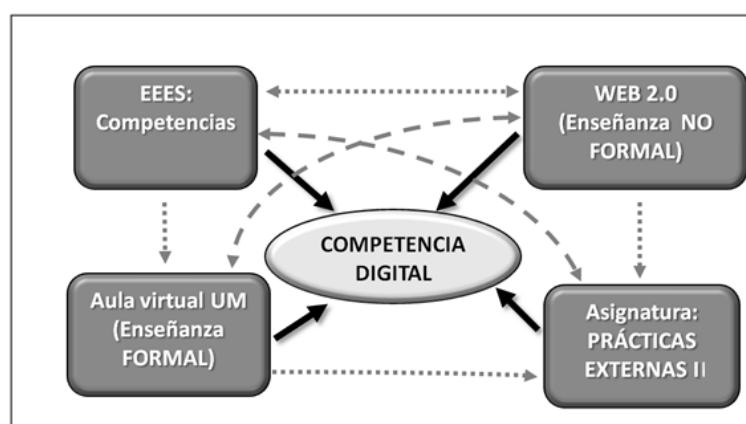 EEES:
Competencias
WEB 2.0
(Enseñanza NO
FORMAL)
COMPETENCIA
DIGITAL
Aula virtual UM
(Enseñanza
FORMAL)
Asignatura:
PRÁCTICAS
EXTERNAS II